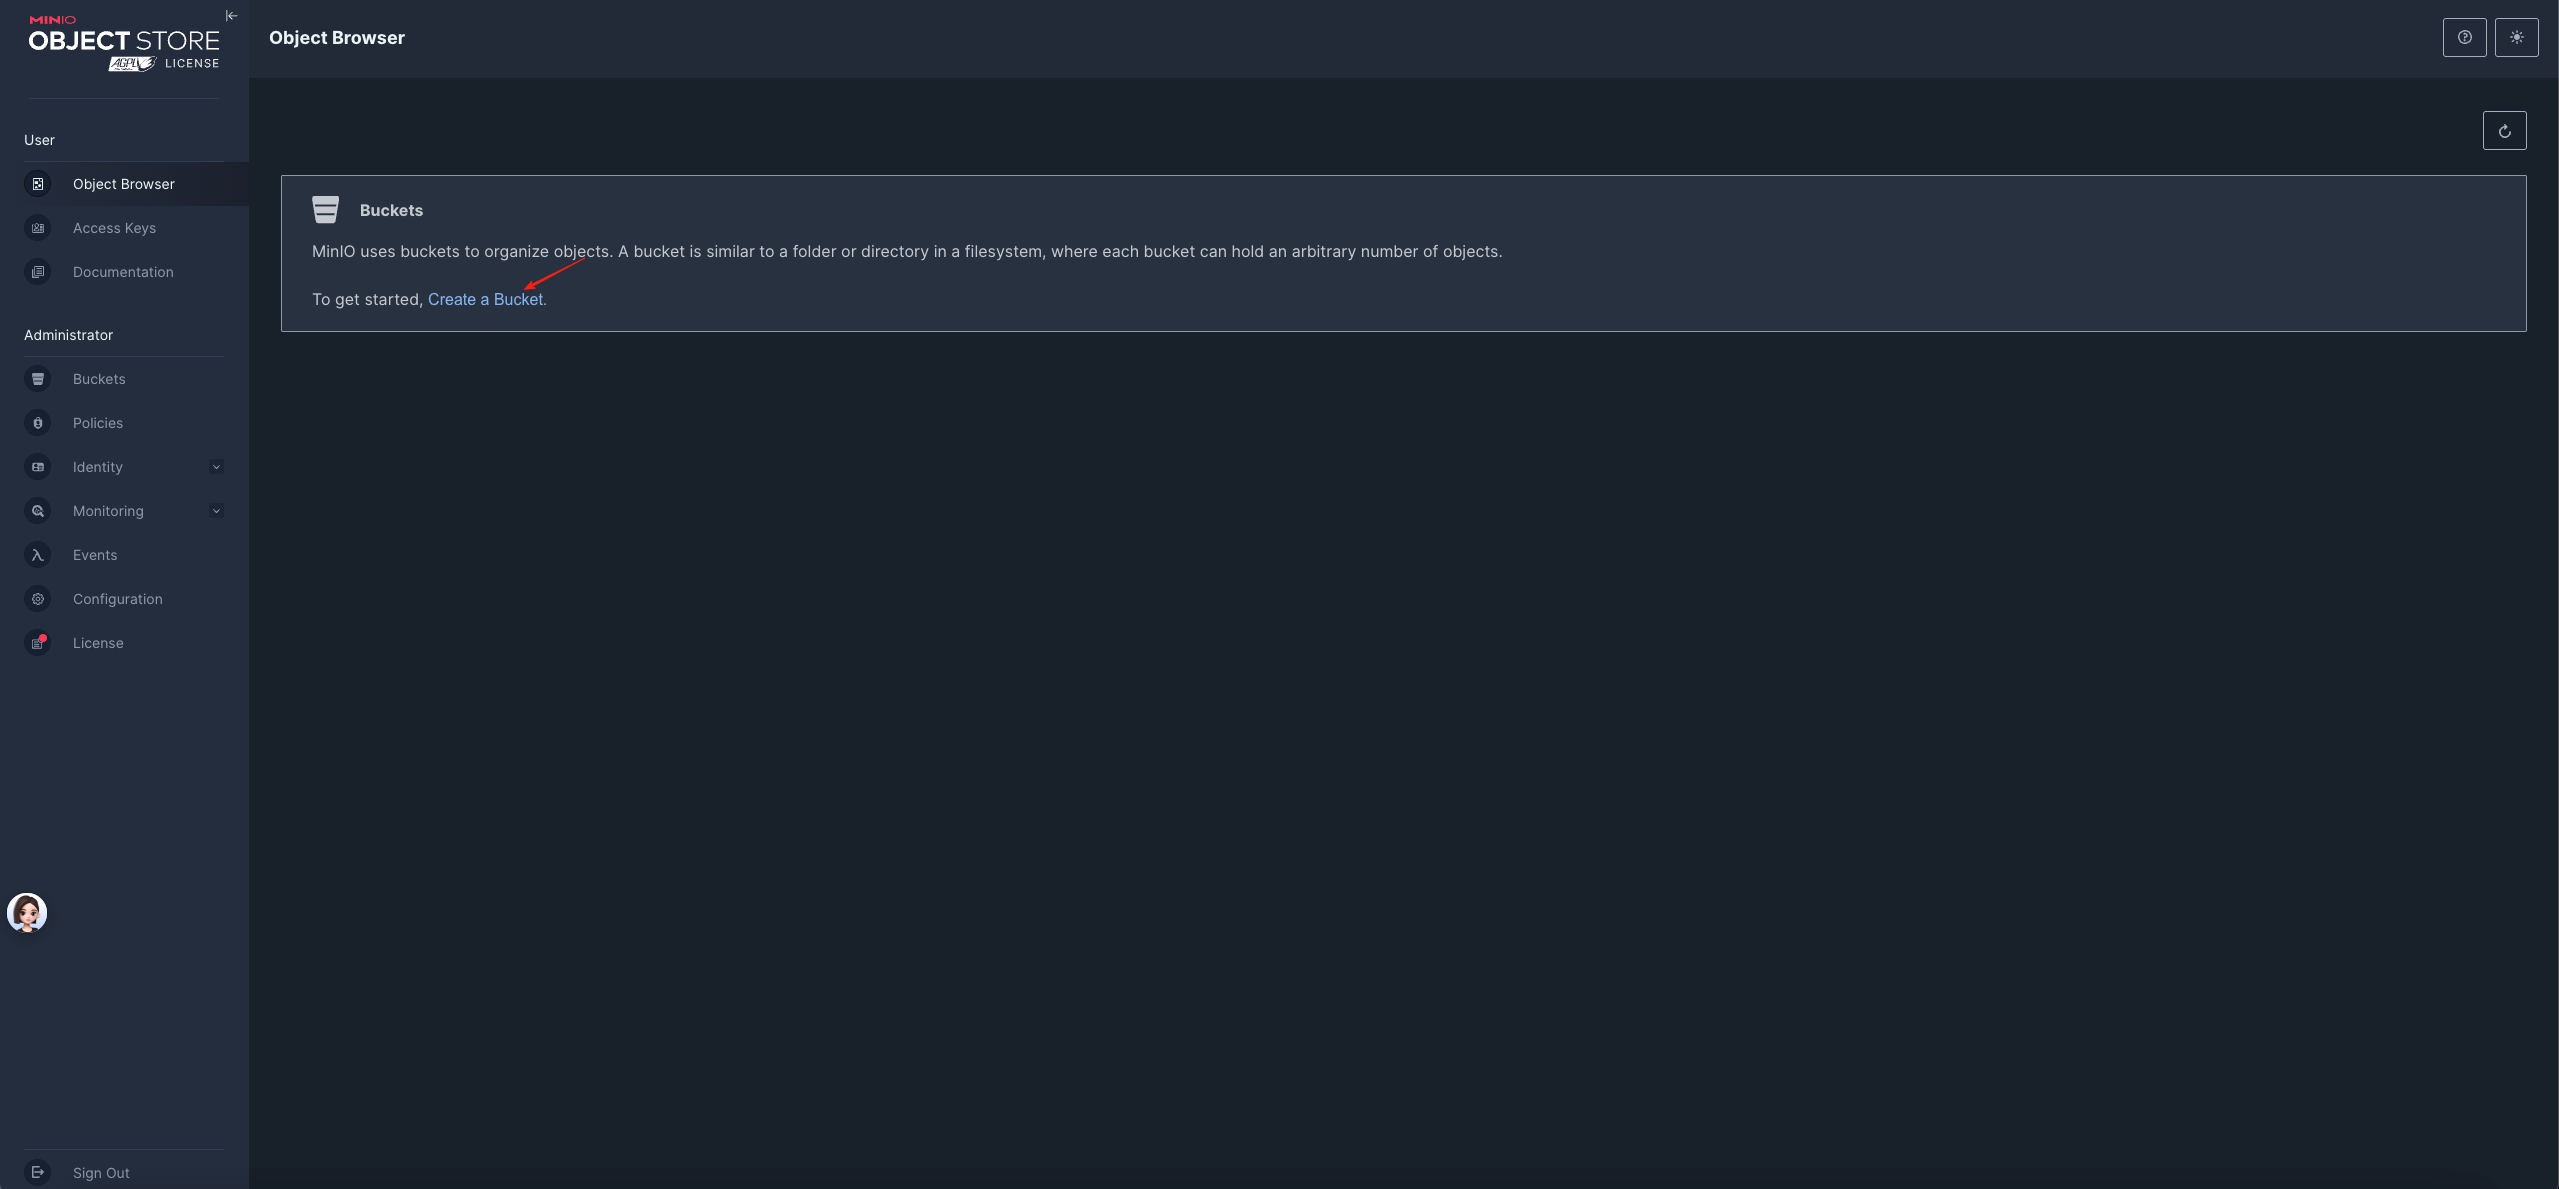 MINIO
OBJECT STORE
AGPL V3 LICENSE
Object Browser
User
Object Browser
Access Keys
Documentation
Administrator
Buckets
Policies
Identity
Monitoring
Events
Configuration
License
Sign Out
Buckets
MinIO uses buckets to organize objects. A bucket is similar to a folder or directory in a filesystem, where each bucket can hold an arbitrary number of objects.
To get started, Create a Bucket.